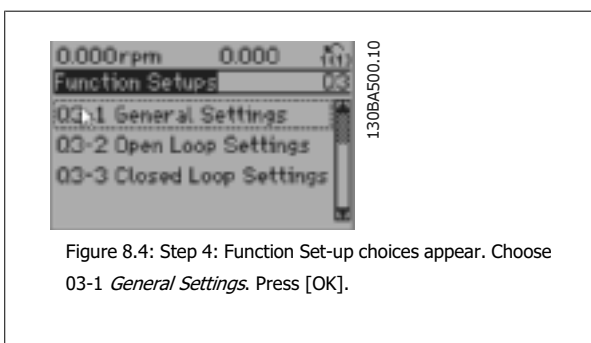 0.000rpm 0.000 1(1)
Function Setups 03
03-1 General Settings
03-2 Open Loop Settings
03-3 Closed Loop Settings
130BA500.10
Figure 8.4: Step 4: Function Set-up choices appear. Choose
03-1 General Settings. Press [OK].